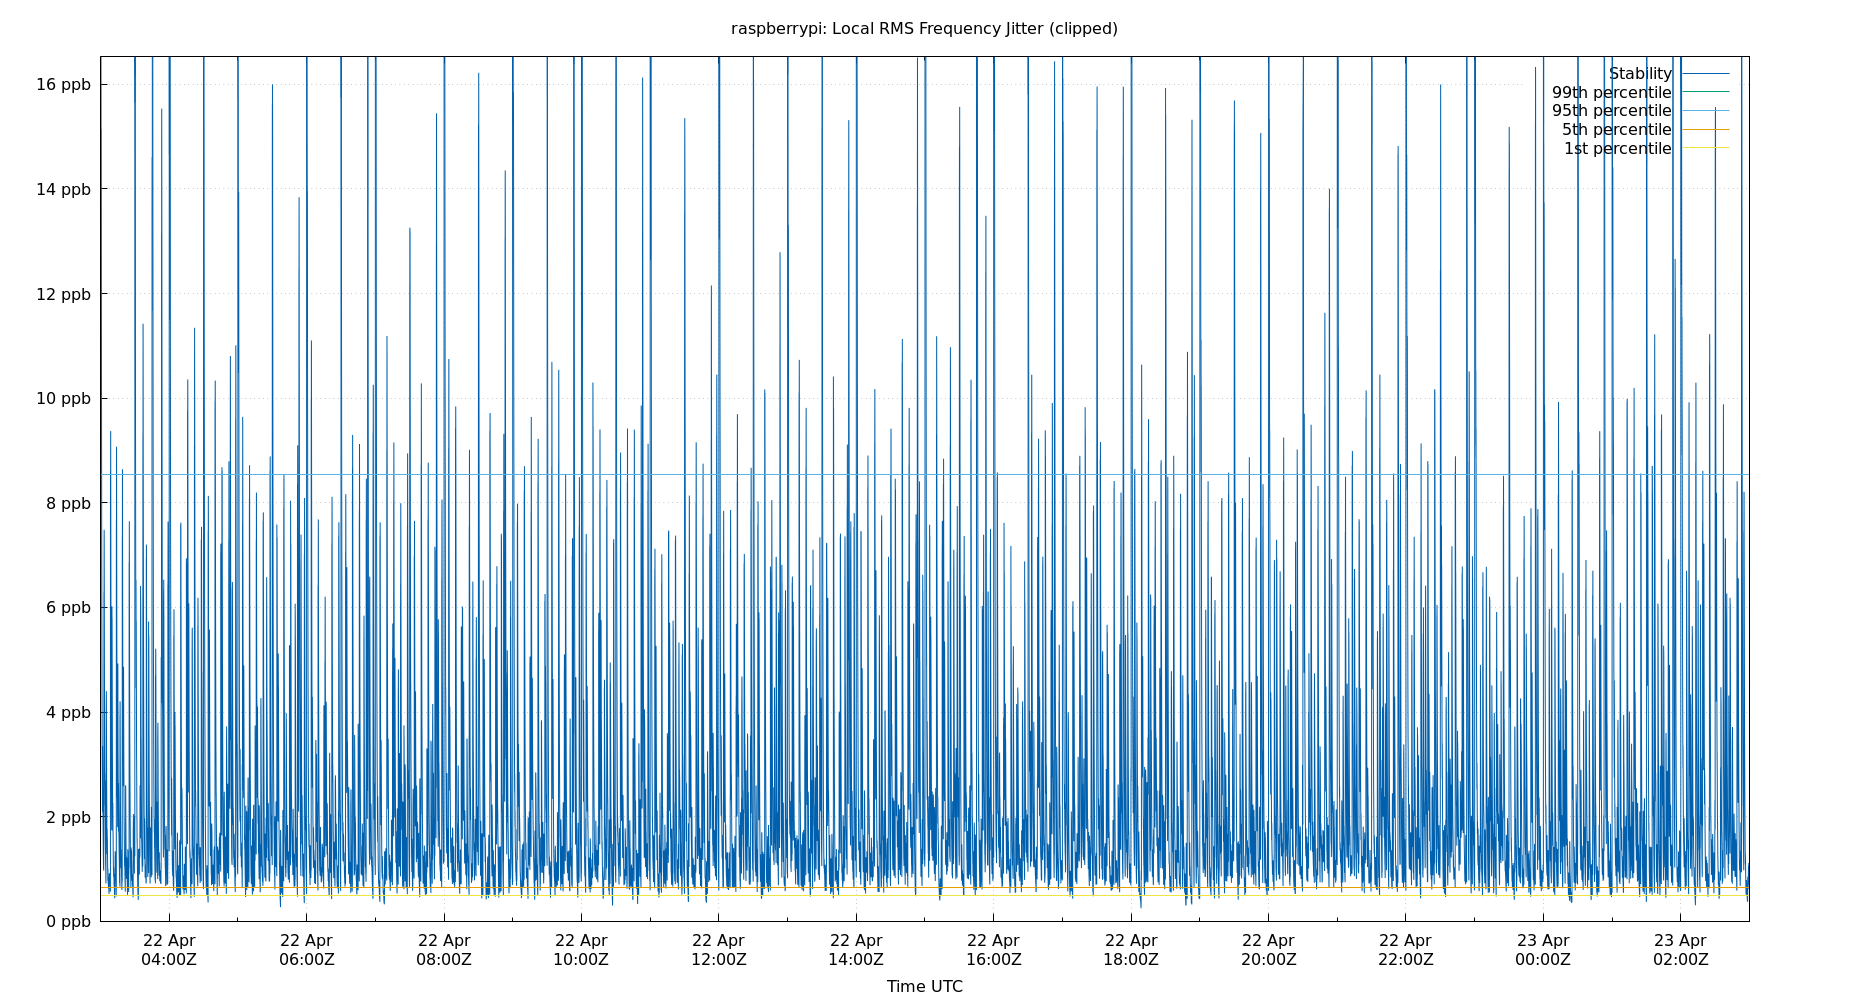 raspberrypi: Local RMS Frequency Jitter (clipped)
16 ppb
14 ppb
12 ppb
10 ppb
8 ppb
6 ppb
4 ppb
2 ppb
0 ppb
Stability
99th percentile
95th percentile
5th percentile
1st percentile
22 Apr 22 Apr 22 Apr 22 Apr 22 Apr 22 Apr 22 Apr 22 Apr 22 Apr 22 Apr 23 Apr 23 Apr
04:00Z 06:00Z 08:00Z 10:00Z 12:00Z 14:00Z 16:00Z 18:00Z 20:00Z 22:00Z 00:00Z 02:00Z
Time UTC